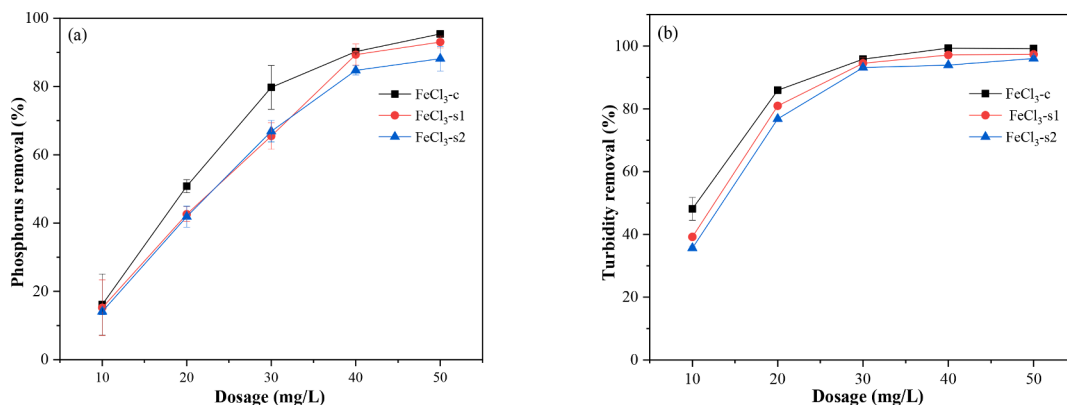 (a)
100
80
60
40
20
0
Phosphorus removal (%)
FeCl₃-c
FeCl₃-s1
FeCl₃-s2
10 20 30 40 50
Dosage (mg/L)
(b)
100
80
60
40
20
0
Turbidity removal (%)
FeCl₃-c
FeCl₃-s1
FeCl₃-s2
10 20 30 40 50
Dosage (mg/L)